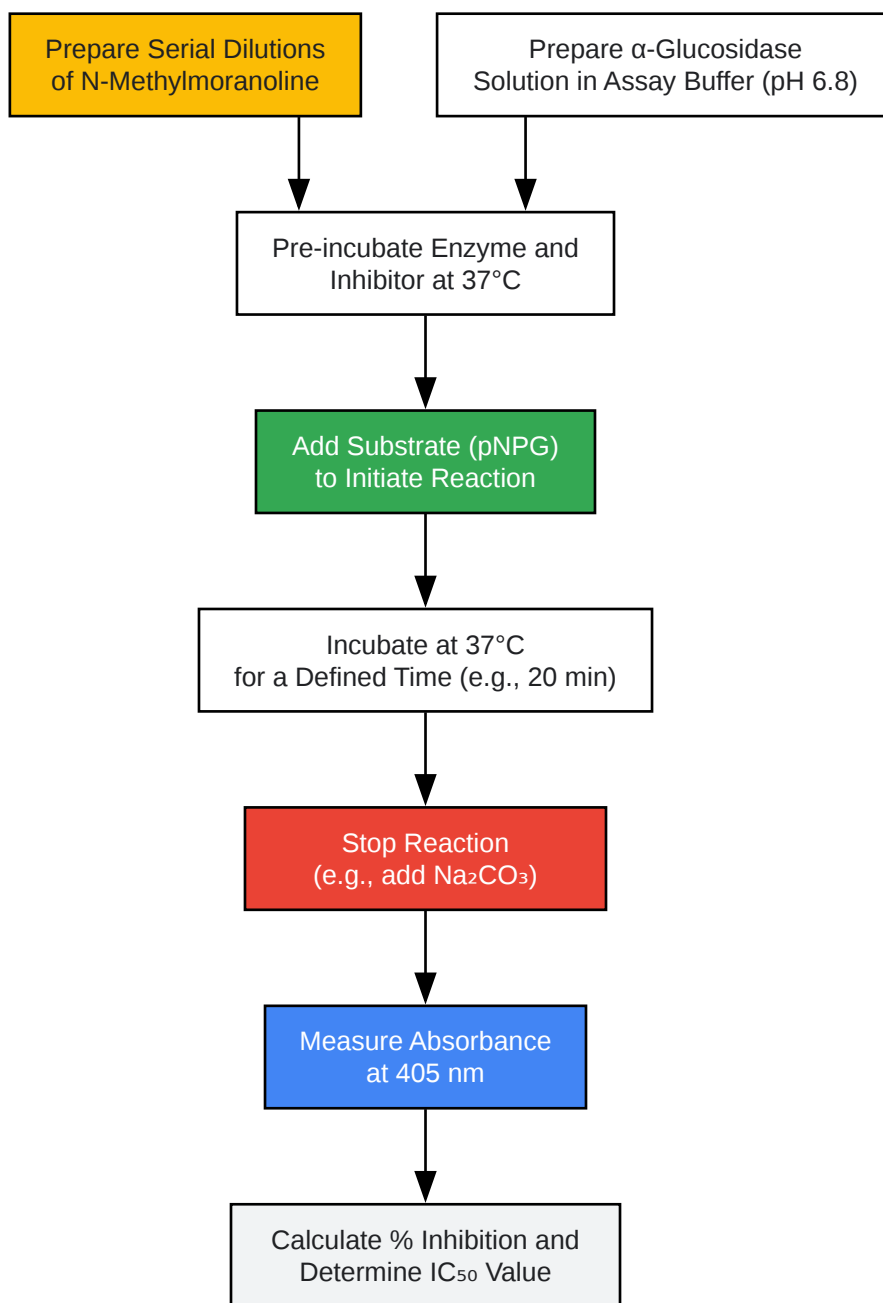 Prepare Serial Dilutions
of N-Methylmoranoline
Prepare α-Glucosidase
Solution in Assay Buffer (pH 6.8)
Pre-incubate Enzyme and
Inhibitor at 37°C
Add Substrate (pNPG)
to Initiate Reaction
Incubate at 37°C
for a Defined Time (e.g., 20 min)
Stop Reaction
(e.g., add Na₂CO₃)
Measure Absorbance
at 405 nm
Calculate % Inhibition and
Determine IC₅₀ Value